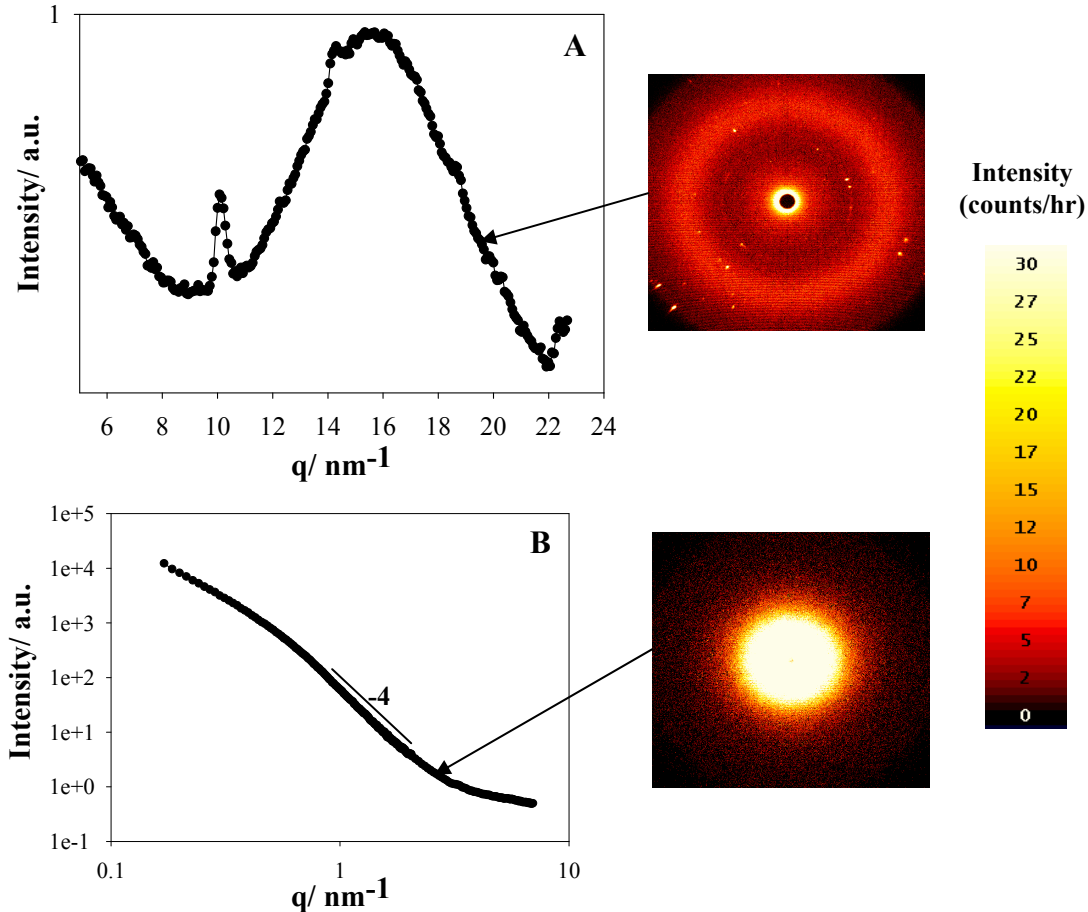 1
A
Intensity/ a.u.
6 8 10 12 14 16 18 20 22 24
q/ nm-1
Intensity
(counts/hr)
30
27
25
22
20
17
15
12
10
7
5
2
0
1e+5
1e+4
1e+3
1e+2
1e+1
1e+0
1e-1
B
-4
Intensity/ a.u.
0.1 1 10
q/ nm-1